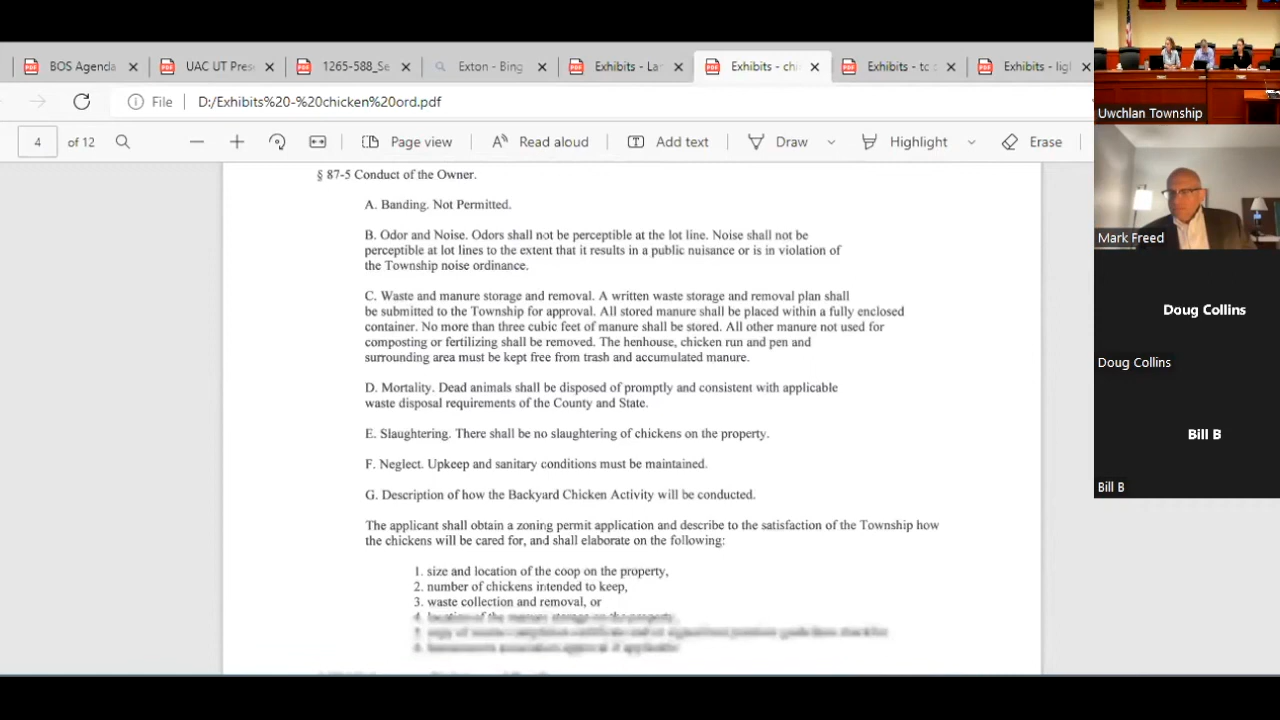 BOS Agenda
UAC UT Pres
1265-588_Se
Exton - Bing
Exhibits - La
Exhibits - chi
Exhibits - tc
Exhibits - ligl
File
D:/Exhibits%20-%20chicken%20ord.pdf
4 of 12
Page view
Read aloud
Add text
Draw
Highlight
Erase
§ 87-5 Conduct of the Owner.
A. Banding. Not Permitted.
B. Odor and Noise. Odors shall not be perceptible at the lot line. Noise shall not be
perceptible at lot lines to the extent that it results in a public nuisance or is in violation of
the Township noise ordinance.
C. Waste and manure storage and removal. A written waste storage and removal plan shall
be submitted to the Township for approval. All stored manure shall be placed within a fully enclosed
container. No more than three cubic feet of manure shall be stored. All other manure not used for
composting or fertilizing shall be removed. The henhouse, chicken run and pen and
surrounding area must be kept free from trash and accumulated manure.
D. Mortality. Dead animals shall be disposed of promptly and consistent with applicable
waste disposal requirements of the County and State.
E. Slaughtering. There shall be no slaughtering of chickens on the property.
F. Neglect. Upkeep and sanitary conditions must be maintained.
G. Description of how the Backyard Chicken Activity will be conducted.
The applicant shall obtain a zoning permit application and describe to the satisfaction of the Township how
the chickens will be cared for, and shall elaborate on the following:
1. size and location of the coop on the property,
2. number of chickens intended to keep,
3. waste collection and removal, or
4. location of the manure storage on the property,
Uwchlan Township
Mark Freed
Doug Collins
Doug Collins
Bill B
Bill B